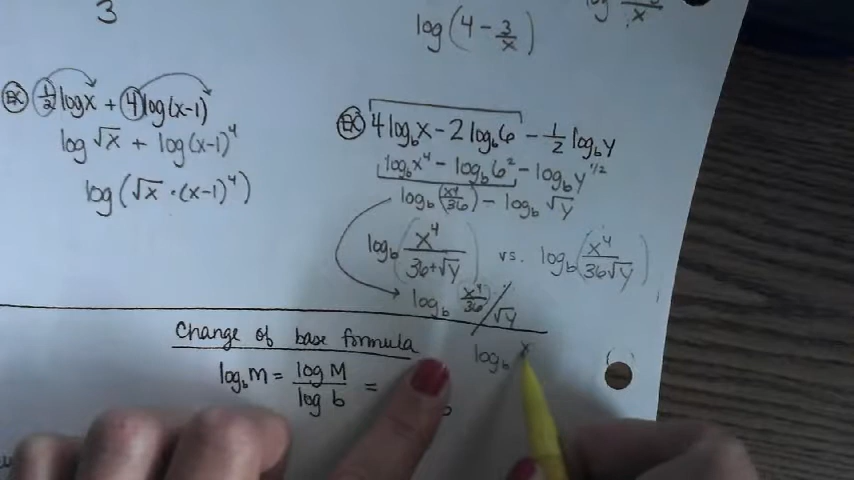 3
log(4 - 3/x)
log
x
EX 1/2 log x + 4 log(x-1)
log √x + log(x-1)^4
log(√x · (x-1)^4)
EX 4 log_b x - 2 log_b 6 - 1/2 log_b y
log_b x^4 - log_b 6^2 - log_b y^1/2
log_b (x^4/36) - log_b √y
log_b (x^4/36+√y) vs. log_b (x^4/36√y)
log_b x^4/36 / √y
log_b x
Change of base formula
log_b M = log M/log b =